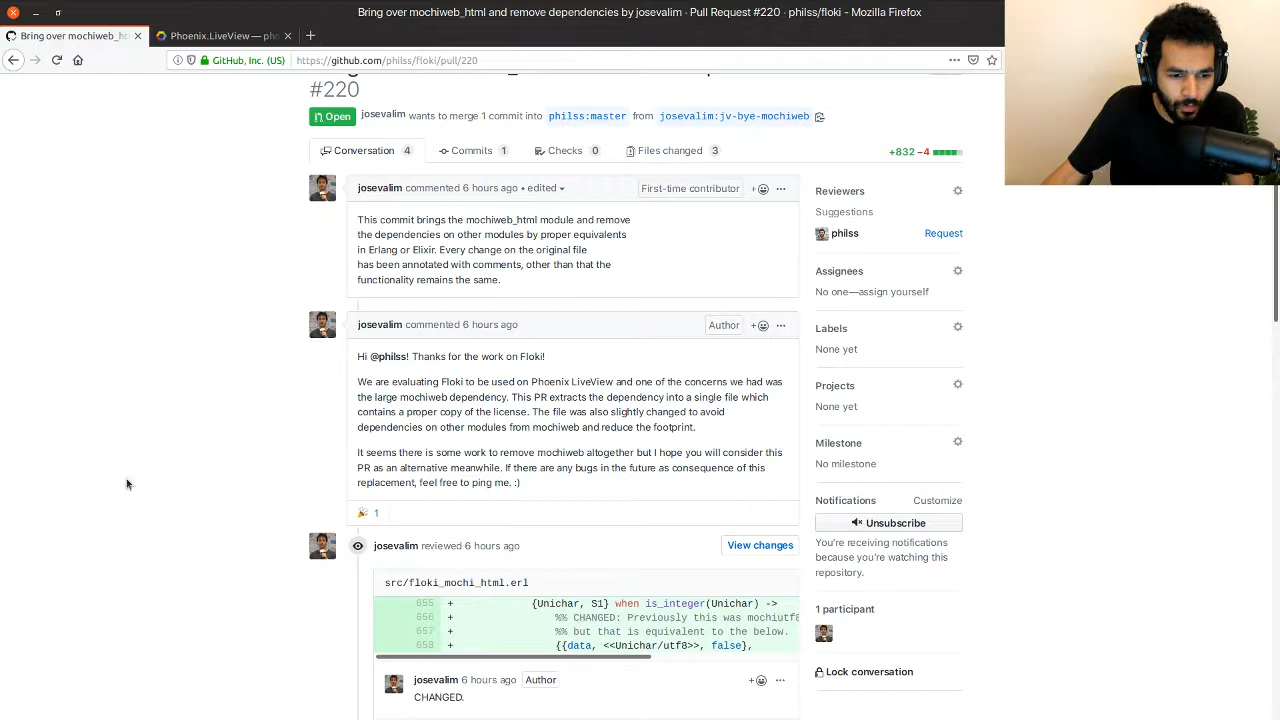 Bring over mochiweb_html and remove dependencies by josevalim · Pull Request #220 · philss/floki - Mozilla Firefox
Bring over mochiweb_ht
Phoenix.LiveView — pho
GitHub, Inc. (US)
https://github.com/philss/floki/pull/220
#220
Open
josevalim wants to merge 1 commit into philss:master from josevalim:jv-bye-mochiweb
Conversation 4
Commits 1
Checks 0
Files changed 3
+832 −4
josevalim commented 6 hours ago • edited
First-time contributor
This commit brings the mochiweb_html module and remove
the dependencies on other modules by proper equivalents
in Erlang or Elixir. Every change on the original file
has been annotated with comments, other than that the
functionality remains the same.
josevalim commented 6 hours ago
Author
Hi @philss! Thanks for the work on Floki!
We are evaluating Floki to be used on Phoenix LiveView and one of the concerns we had was
the large mochiweb dependency. This PR extracts the dependency into a single file which
contains a proper copy of the license. The file was also slightly changed to avoid
dependencies on other modules from mochiweb and reduce the footprint.
It seems there is some work to remove mochiweb altogether but I hope you will consider this
PR as an alternative meanwhile. If there are any bugs in the future as consequence of this
replacement, feel free to ping me. :)
1
josevalim reviewed 6 hours ago
View changes
src/floki_mochi_html.erl
655 + {Unichar, S1} when is_integer(Unichar) ->
656 + %% CHANGED: Previously this was mochiutf8
657 + %% but that is equivalent to the below.
658 + {{data, <<Unichar/utf8>>, false},
josevalim 6 hours ago
Author
CHANGED.
Reviewers
Suggestions
philss
Request
Assignees
No one—assign yourself
Labels
None yet
Projects
None yet
Milestone
No milestone
Notifications
Customize
Unsubscribe
You're receiving notifications
because you're watching this
repository.
1 participant
Lock conversation